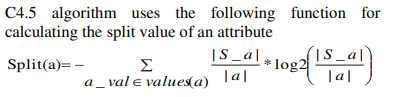 C4.5 algorithm uses the following function for
calculating the split value of an attribute
Split(a)= − Σ |S_a| / |a| * log2(|S_a| / |a|)
a_val ∈ values(a)